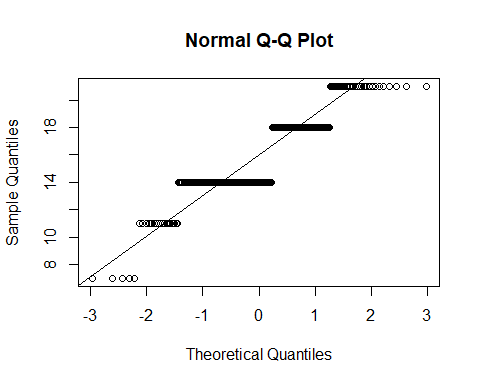 Normal Q-Q Plot
Sample Quantiles
18
14
10
8
-3 -2 -1 0 1 2 3
Theoretical Quantiles